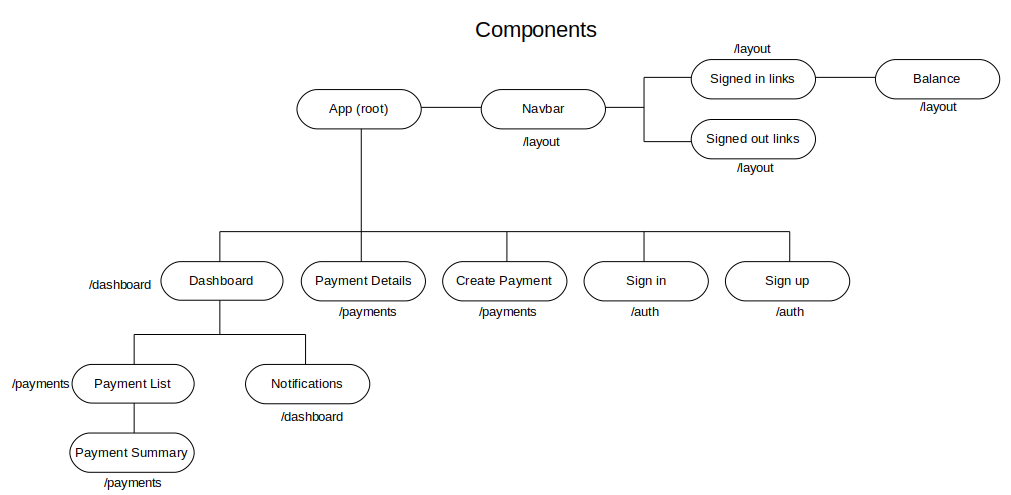 Components
/layout
Signed in links
Balance
/layout
App (root)
Navbar
/layout
Signed out links
/layout
Dashboard
/dashboard
Payment Details
/payments
Create Payment
/payments
Sign in
/auth
Sign up
/auth
/payments
Payment List
Notifications
/dashboard
Payment Summary
/payments